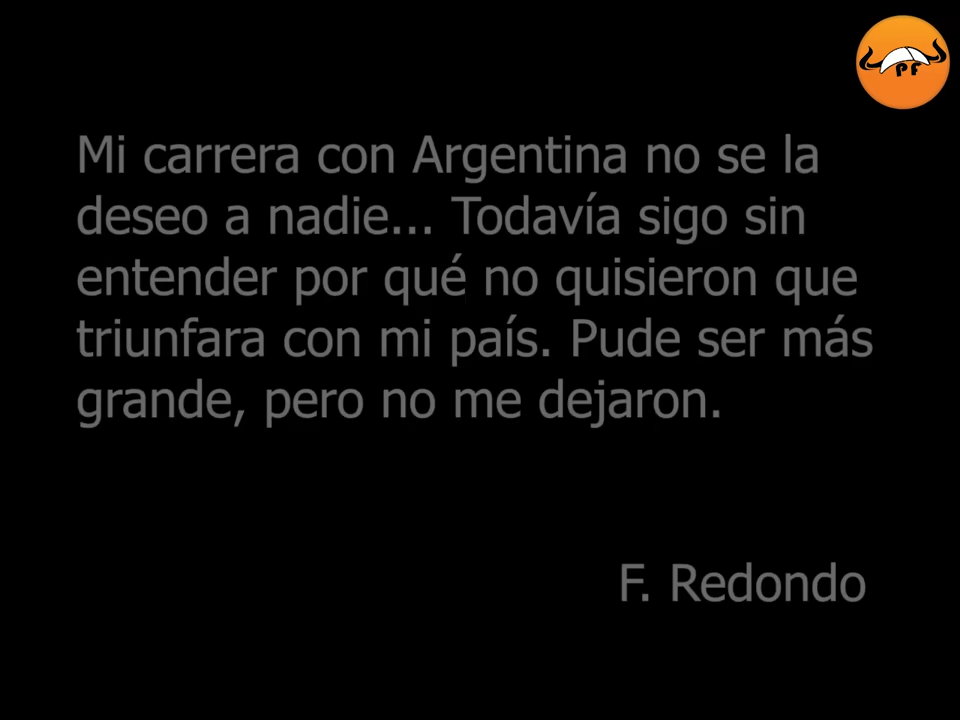 PF
Mi carrera con Argentina no se la
deseo a nadie... Todavía sigo sin
entender por qué no quisieron que
triunfara con mi país. Pude ser más
grande, pero no me dejaron.
F. Redondo